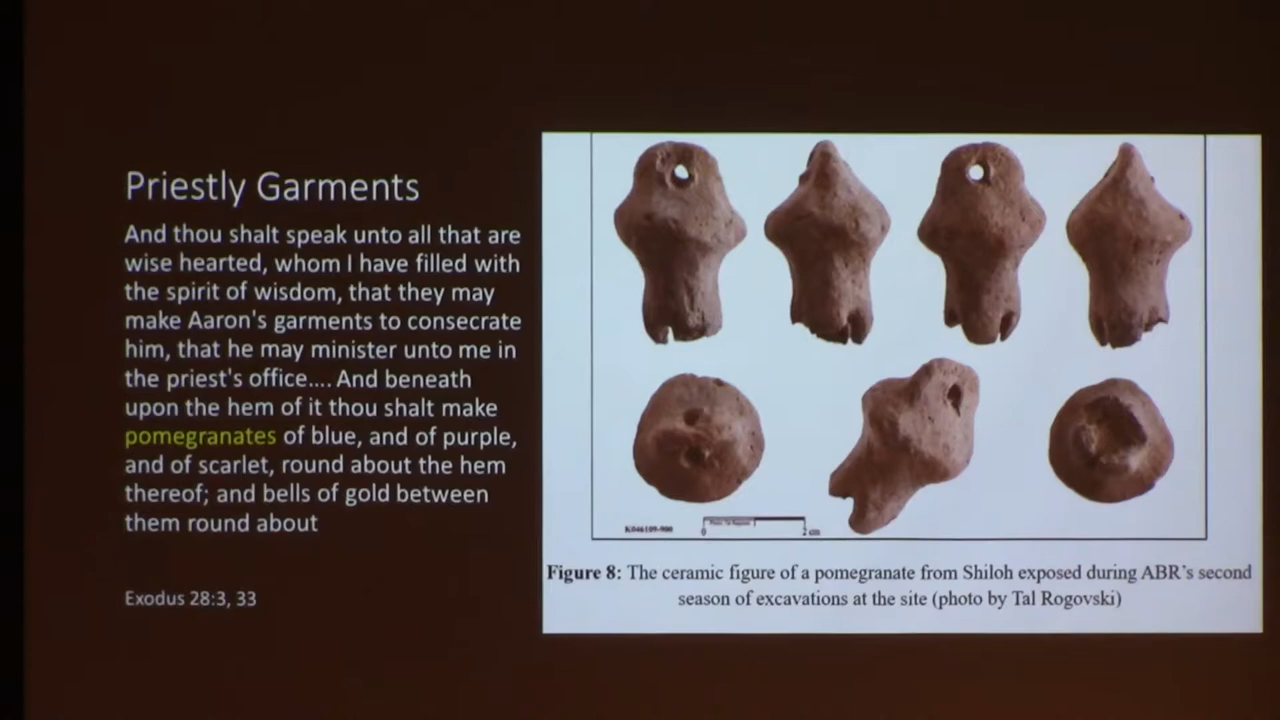 Priestly Garments
And thou shalt speak unto all that are
wise hearted, whom I have filled with
the spirit of wisdom, that they may
make Aaron's garments to consecrate
him, that he may minister unto me in
the priest's office.... And beneath
upon the hem of it thou shalt make
pomegranates of blue, and of purple,
and of scarlet, round about the hem
thereof; and bells of gold between
them round about
Exodus 28:3, 33
0 2 cm
Figure 8: The ceramic figure of a pomegranate from Shiloh exposed during ABR's second
season of excavations at the site (photo by Tal Rogovski)